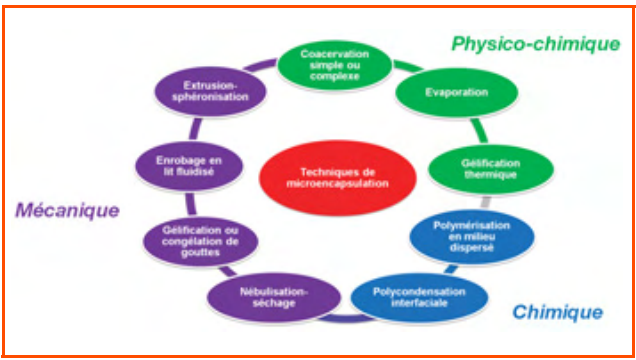 Physico-chimique
Coacervation
simple ou
complexe
Extrusion-
sphéronisation
Evaporation
Enrobage en
lit fluidisé
Techniques de
microencapsulation
Gélification
thermique
Mécanique
Gélification ou
congélation de
gouttes
Polymérisation
en milieu
dispersé
Nébulisation-
séchage
Polycondensation
interfaciale
Chimique